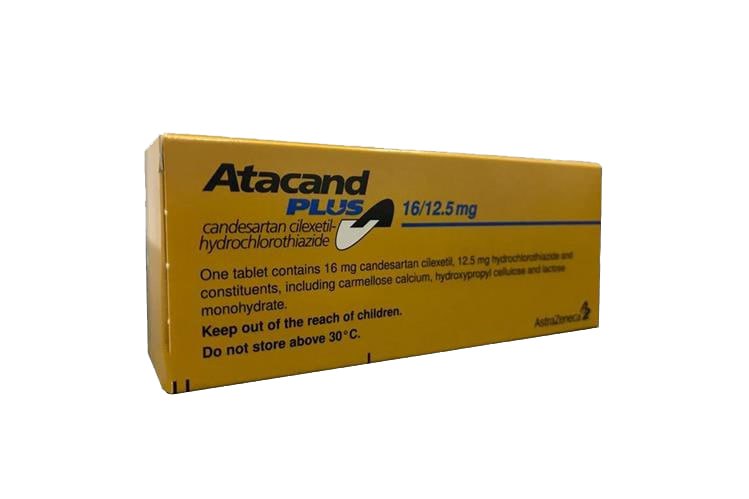 Atacand
PLUS
16/12.5 mg
candesartan cilexetil-
hydrochlorothiazide
One tablet contains 16 mg candesartan cilexetil, 12.5 mg hydrochlorothiazide and
constituents, including carmellose calcium, hydroxypropyl cellulose and lactose
monohydrate.
Keep out of the reach of children.
Do not store above 30°C.
AstraZeneca